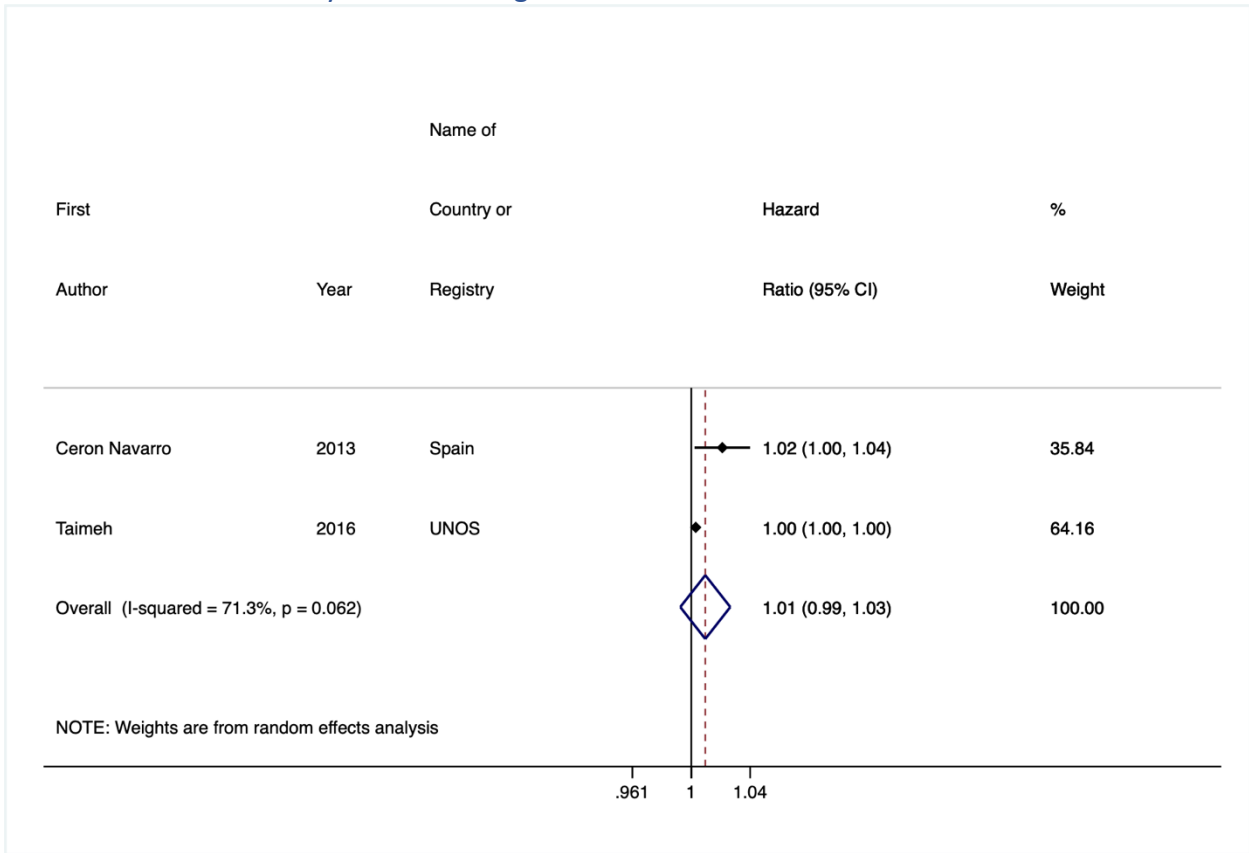 Name of
First Country or Hazard %
Author Year Registry Ratio (95% CI) Weight
Ceron Navarro 2013 Spain 1.02 (1.00, 1.04) 35.84
Taimeh 2016 UNOS 1.00 (1.00, 1.00) 64.16
Overall (I-squared = 71.3%, p = 0.062) 1.01 (0.99, 1.03) 100.00
NOTE: Weights are from random effects analysis
.961 1 1.04